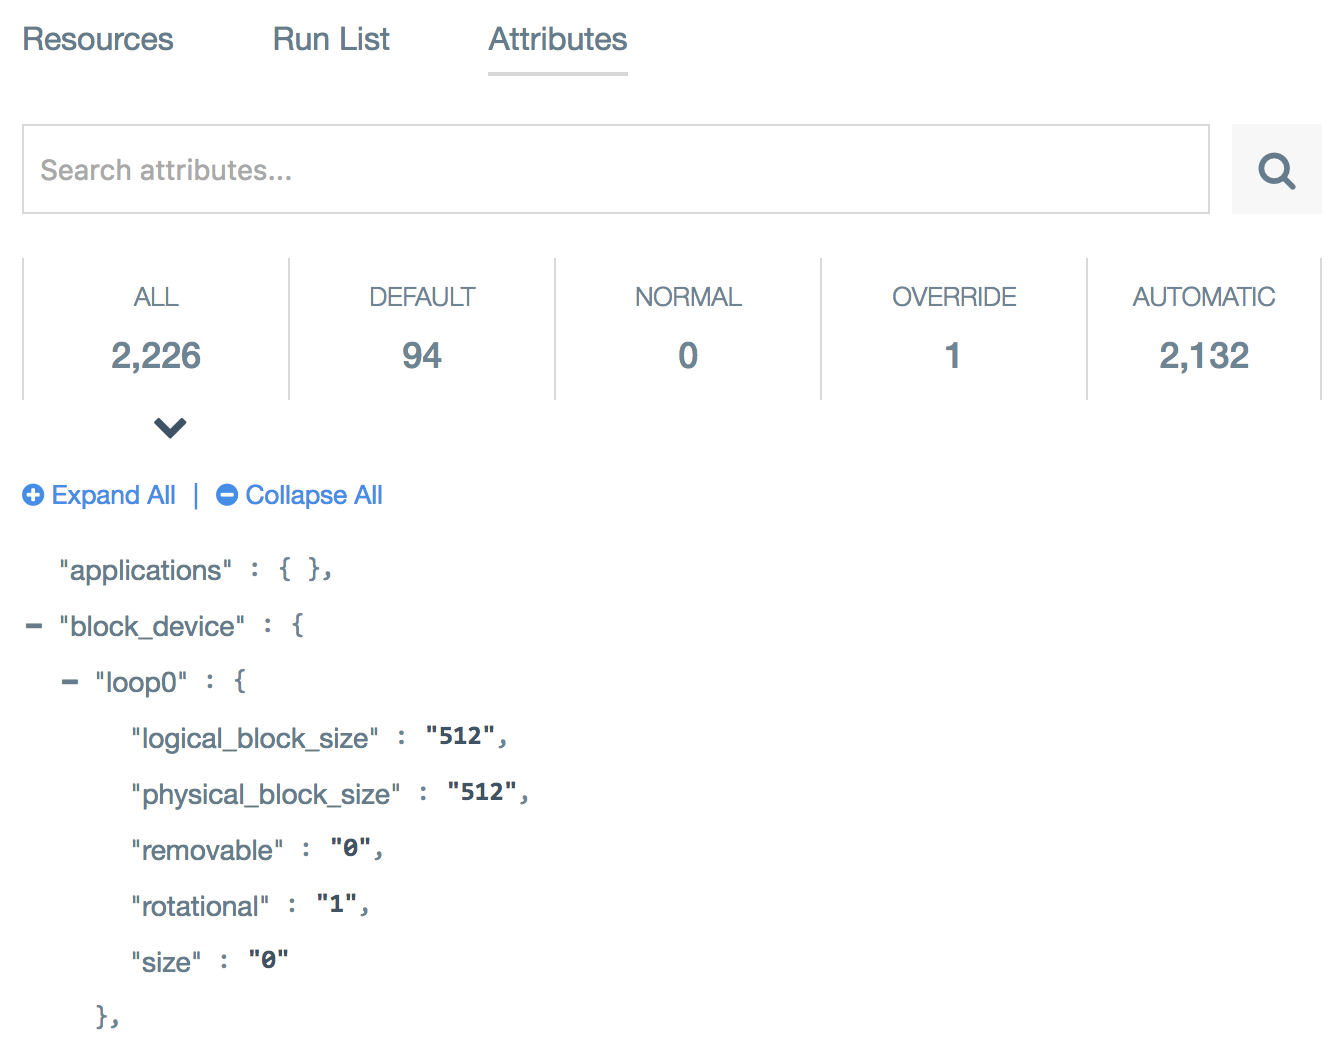 Resources Run List Attributes
Search attributes...
ALL DEFAULT NORMAL OVERRIDE AUTOMATIC
2,226 94 0 1 2,132
Expand All | Collapse All
"applications" : { },
"block_device" : {
"loop0" : {
"logical_block_size" : "512",
"physical_block_size" : "512",
"removable" : "0",
"rotational" : "1",
"size" : "0"
},